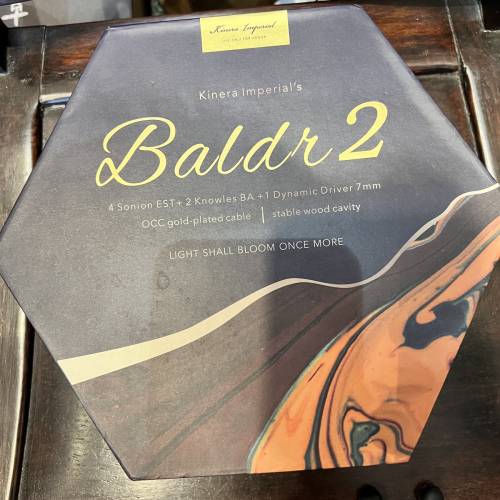 Kinera Imperial
Kinera Imperial's
Baldr 2
4 Sonion EST+ 2 Knowles BA +1 Dynamic Driver 7mm
OCC gold-plated cable | stable wood cavity
LIGHT SHALL BLOOM ONCE MORE